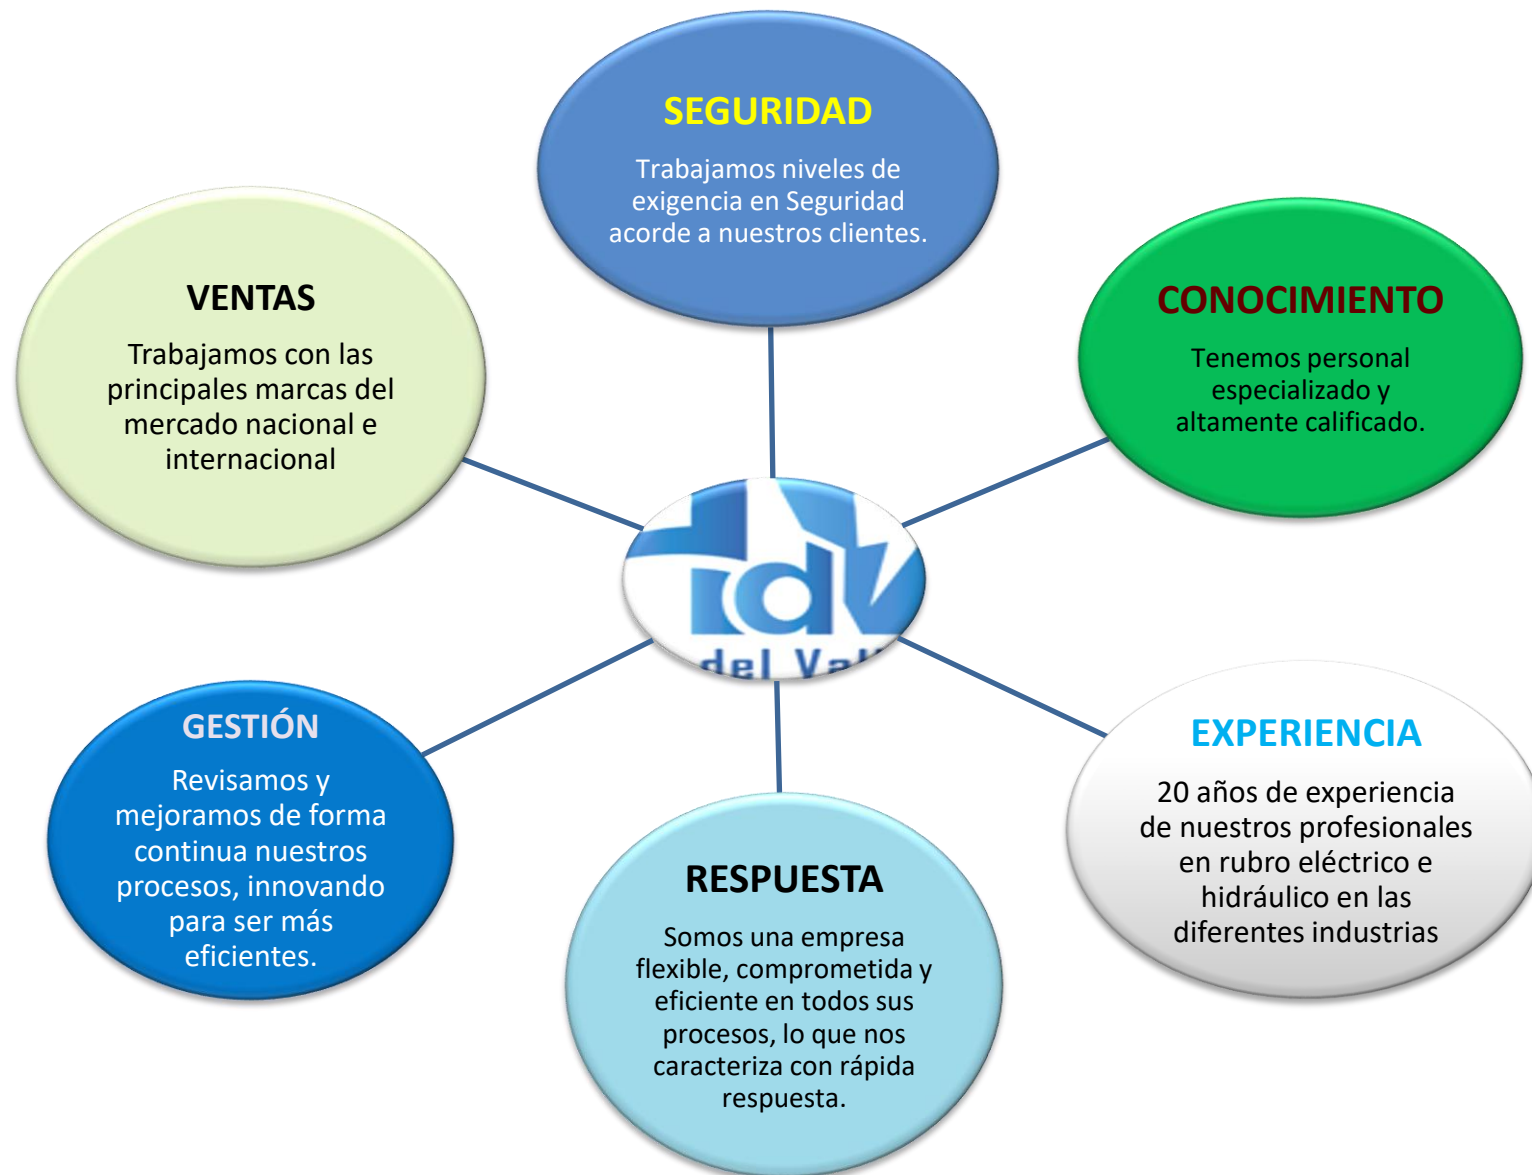 SEGURIDAD
Trabajamos niveles de
exigencia en Seguridad
acorde a nuestros clientes.
VENTAS
Trabajamos con las
principales marcas del
mercado nacional e
internacional
CONOCIMIENTO
Tenemos personal
especializado y
altamente calificado.
idv
del Vall
GESTIÓN
Revisamos y
mejoramos de forma
continua nuestros
procesos, innovando
para ser más
eficientes.
EXPERIENCIA
20 años de experiencia
de nuestros profesionales
en rubro eléctrico e
hidráulico en las
diferentes industrias
RESPUESTA
Somos una empresa
flexible, comprometida y
eficiente en todos sus
procesos, lo que nos
caracteriza con rápida
respuesta.